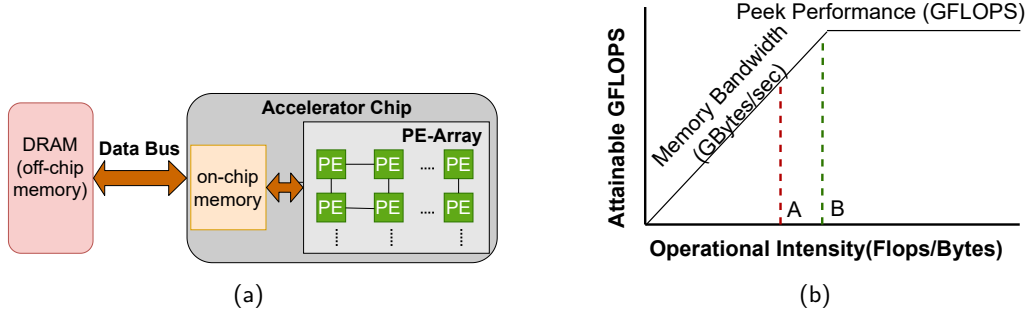 Accelerator Chip
PE-Array
DRAM
(off-chip
memory)
Data Bus
on-chip
memory
PE PE .... PE
PE PE .... PE
(a)
Peek Performance (GFLOPS)
Attainable GFLOPS
Memory Bandwidth
(GBytes/sec)
A
B
Operational Intensity(Flops/Bytes)
(b)